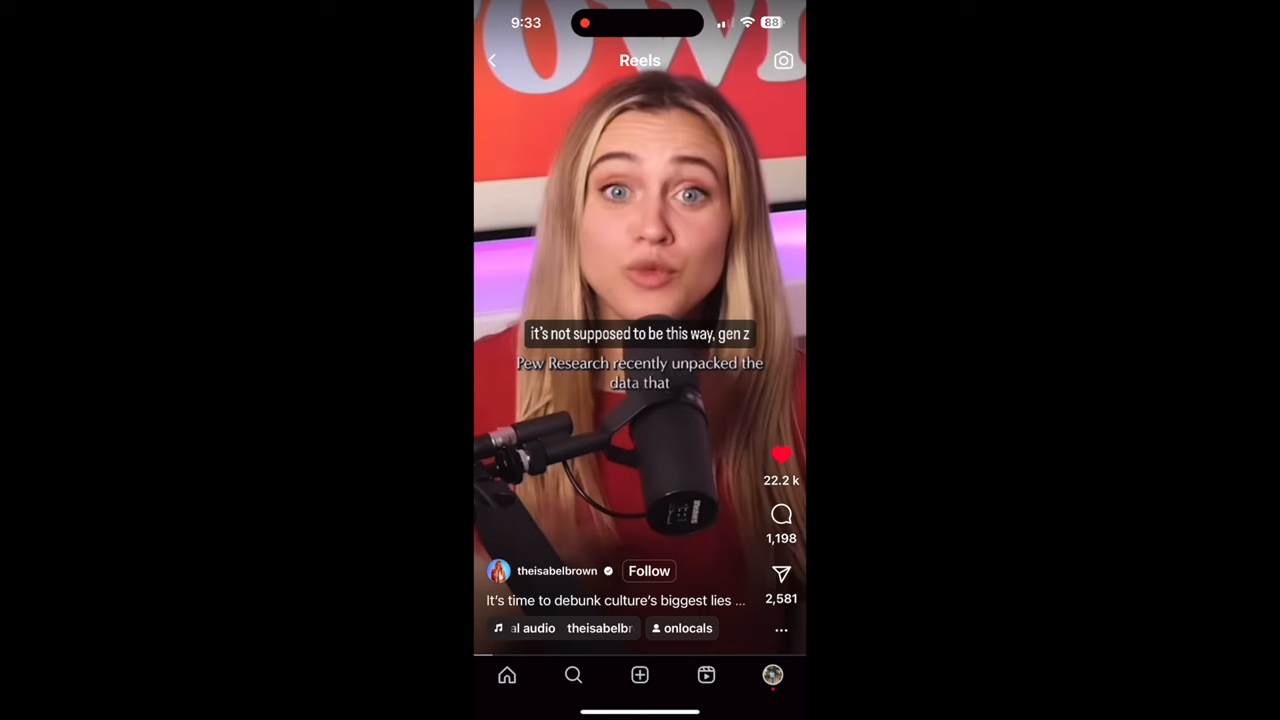 9:33
88
OWN
Reels
it's not supposed to be this way, gen z
Pew Research recently unpacked the
data that
22.2 k
1,198
theisabelbrown
Follow
It's time to debunk culture's biggest lies ...
2,581
al audio theisabelbr
onlocals